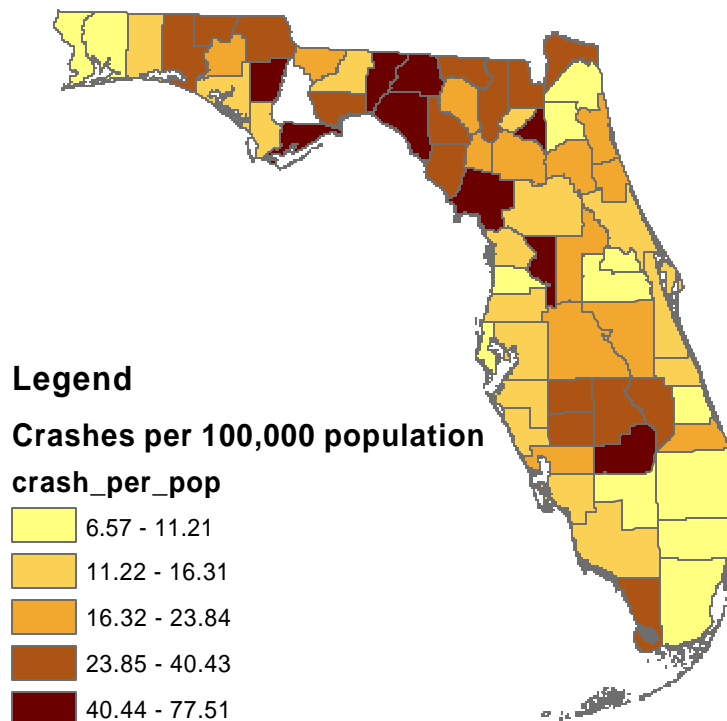 Legend
Crashes per 100,000 population
crash_per_pop
6.57 - 11.21
11.22 - 16.31
16.32 - 23.84
23.85 - 40.43
40.44 - 77.51